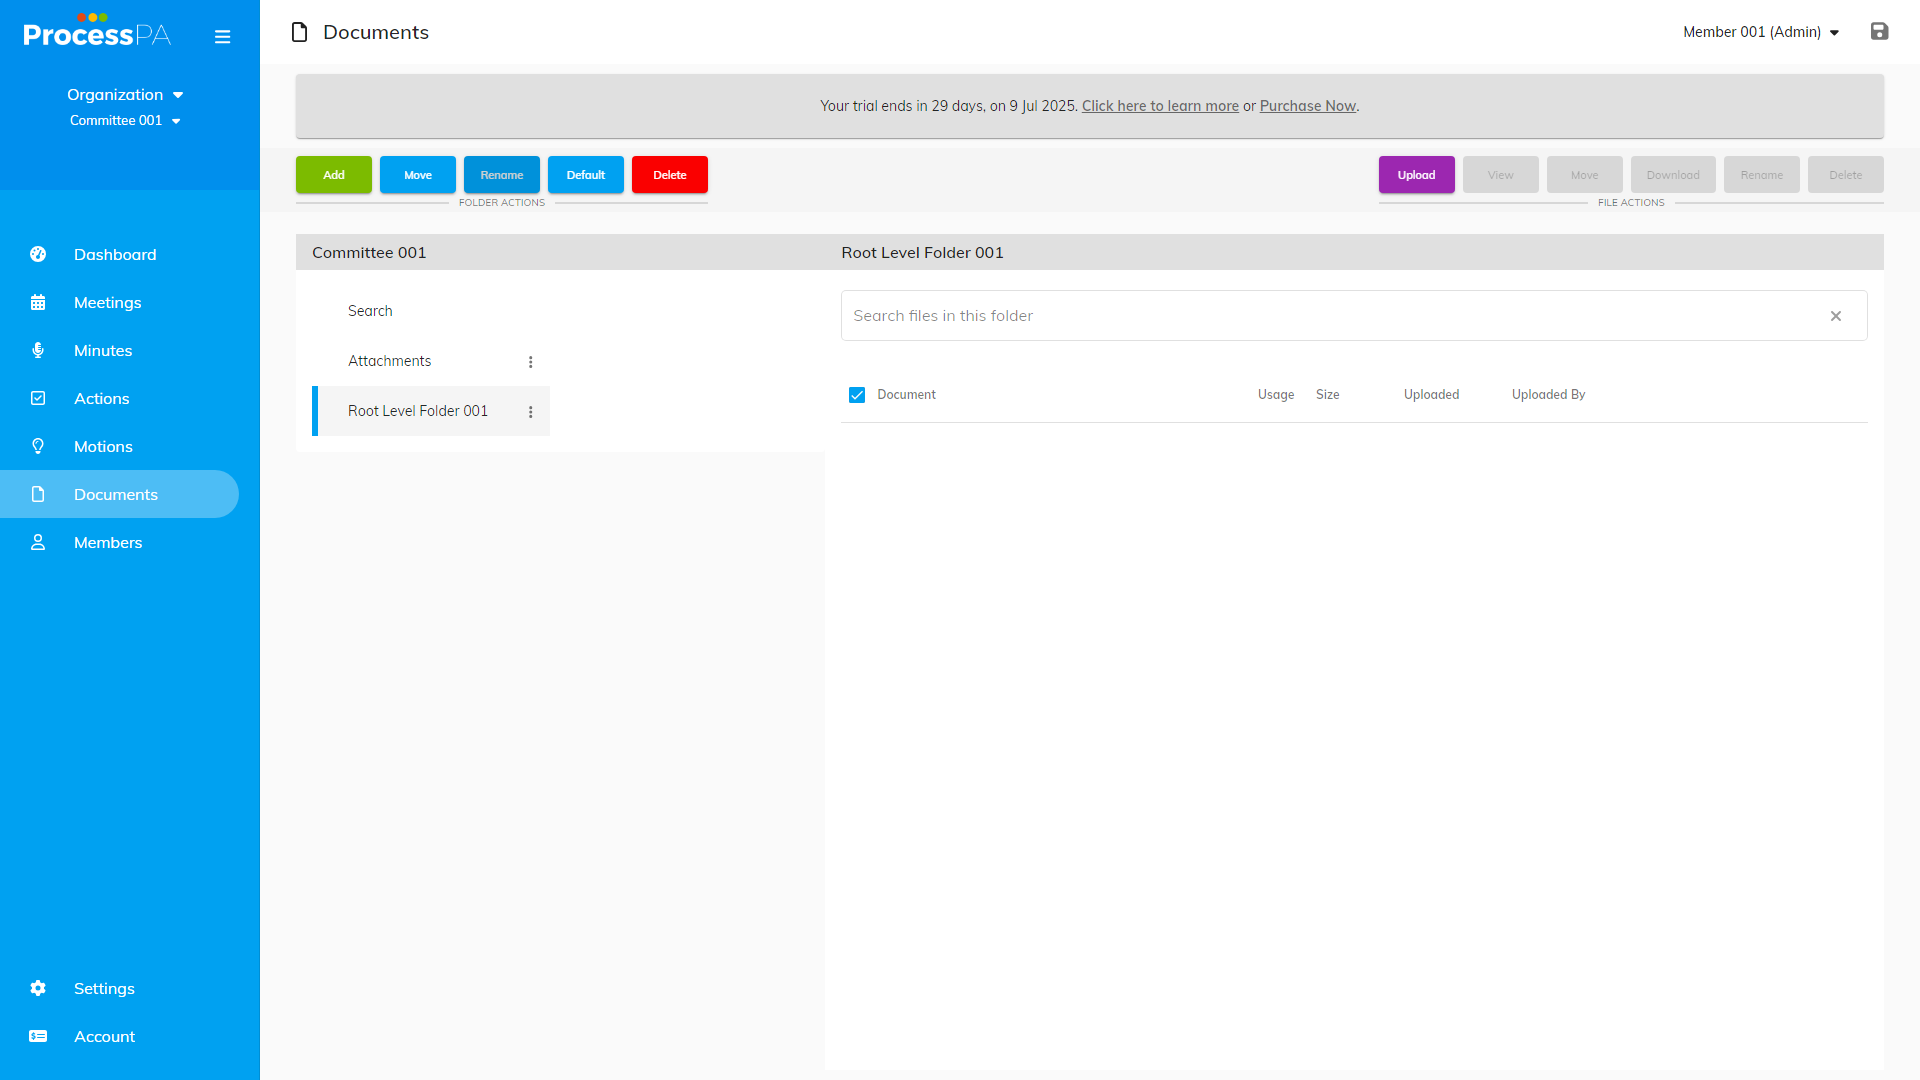 ProcessPA
Organization
Committee 001
Dashboard
Meetings
Minutes
Actions
Motions
Documents
Members
Settings
Account
Documents
Member 001 (Admin)
Your trial ends in 29 days, on 9 Jul 2025. Click here to learn more or Purchase Now.
Add Move Rename Default Delete
FOLDER ACTIONS
Upload View Move Download Rename Delete
FILE ACTIONS
Committee 001
Search
Attachments
Root Level Folder 001
Root Level Folder 001
Search files in this folder
Document Usage Size Uploaded Uploaded By